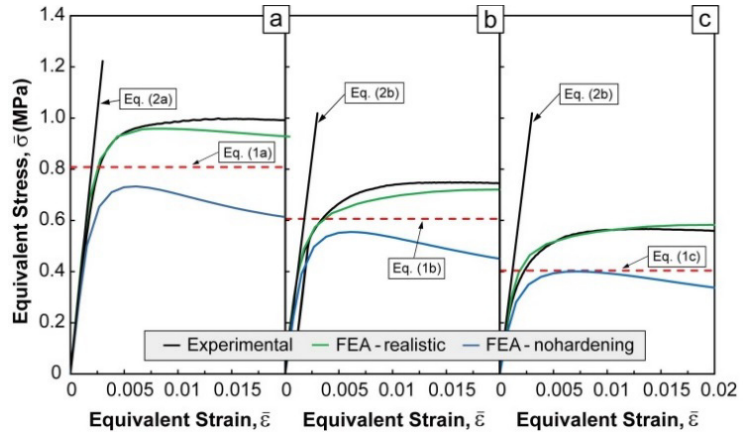 a
b
c
1.4
1.2
1.0
0.8
0.6
0.4
0.2
0
Equivalent Stress, σ̄ (MPa)
Eq. (2a)
Eq. (1a)
Eq. (2b)
Eq. (1b)
Eq. (2b)
Eq. (1c)
Experimental FEA - realistic FEA - nohardening
0 0.005 0.01 0.015 0 0.005 0.01 0.015 0 0.005 0.01 0.015 0.02
Equivalent Strain, ε̄ Equivalent Strain, ε̄ Equivalent Strain, ε̄